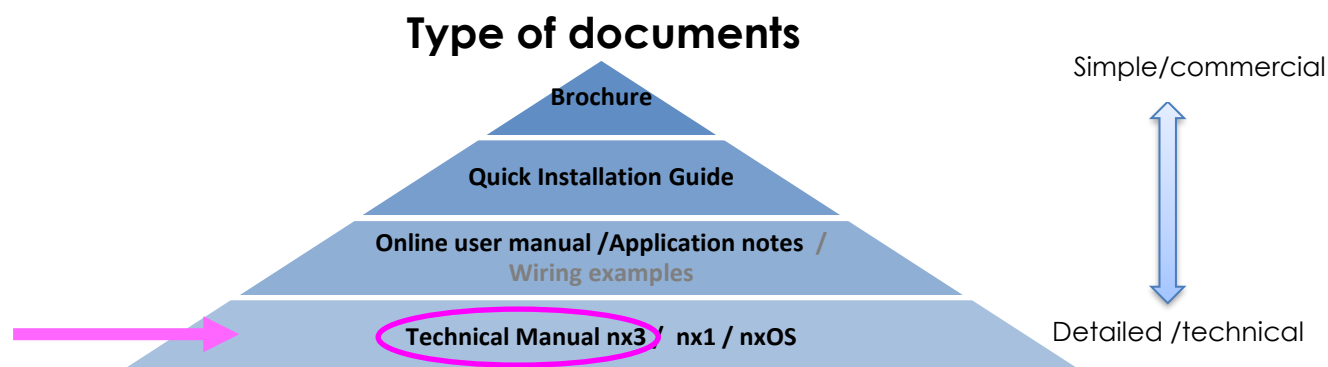 Type of documents
Simple/commercial
Brochure
Quick Installation Guide
Online user manual /Application notes /
Wiring examples
Technical Manual nx3 / nx1 / nxOS
Detailed /technical